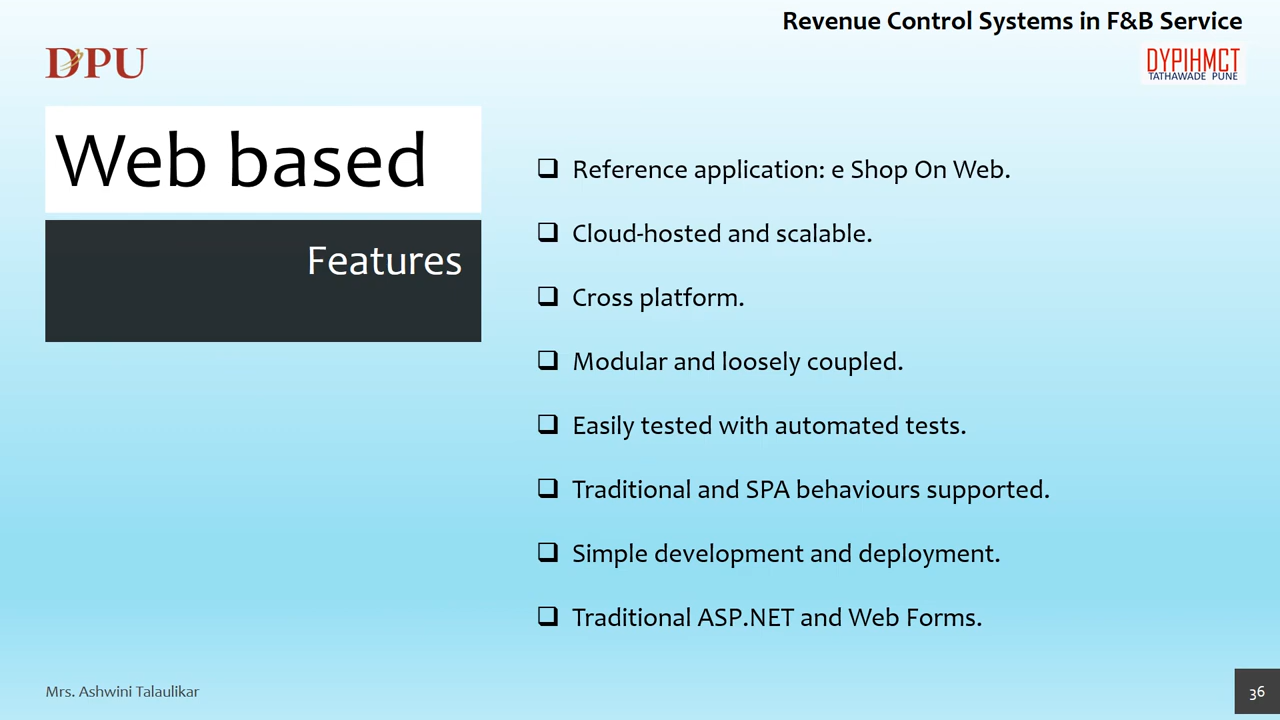 Revenue Control Systems in F&B Service
DPU
DYPIHMCT
TATHAWADE PUNE
Web based
Features
Reference application: e Shop On Web.
Cloud-hosted and scalable.
Cross platform.
Modular and loosely coupled.
Easily tested with automated tests.
Traditional and SPA behaviours supported.
Simple development and deployment.
Traditional ASP.NET and Web Forms.
Mrs. Ashwini Talaulikar
36